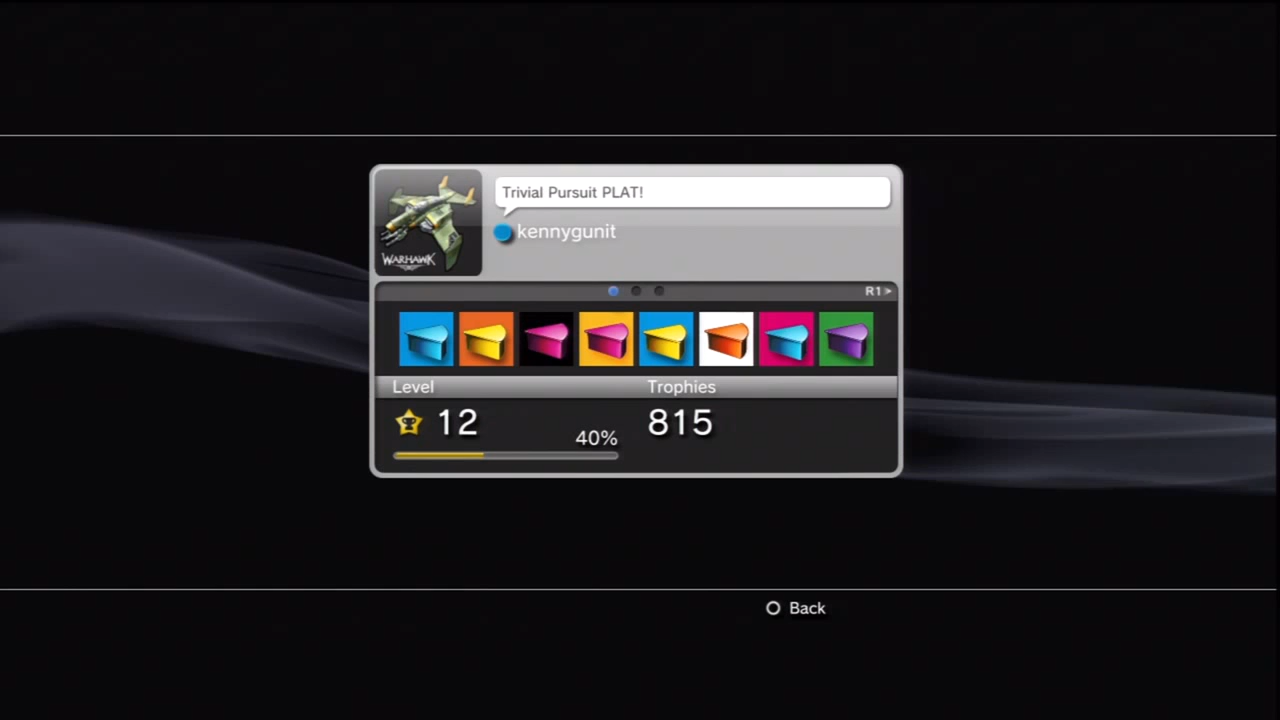 Trivial Pursuit PLAT!
kennygunit
WARHAWK
R1>
Level
Trophies
12
40%
815
Back